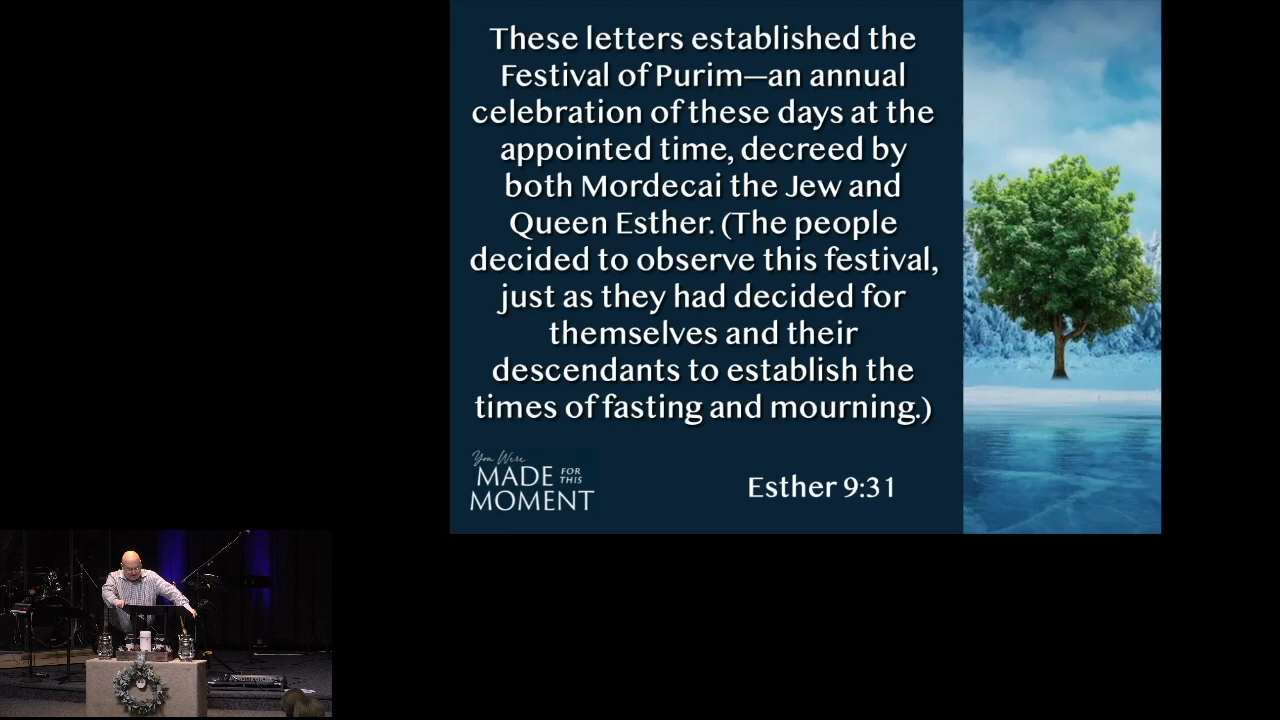 These letters established the
Festival of Purim—an annual
celebration of these days at the
appointed time, decreed by
both Mordecai the Jew and
Queen Esther. (The people
decided to observe this festival,
just as they had decided for
themselves and their
descendants to establish the
times of fasting and mourning.)
You Were
MADE FOR THIS
MOMENT
Esther 9:31